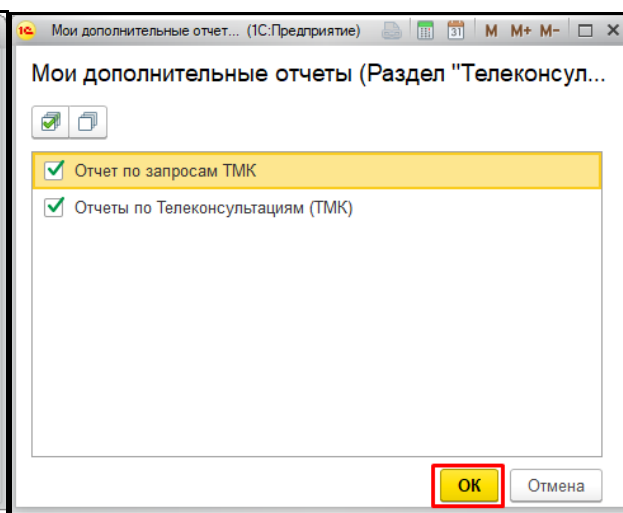 1С Мои дополнительные отчет... (1С:Предприятие) 31 М М+ М-
Мои дополнительные отчеты (Раздел "Телеконсул...
Отчет по запросам ТМК
Отчеты по Телеконсультациям (ТМК)
ОК Отмена